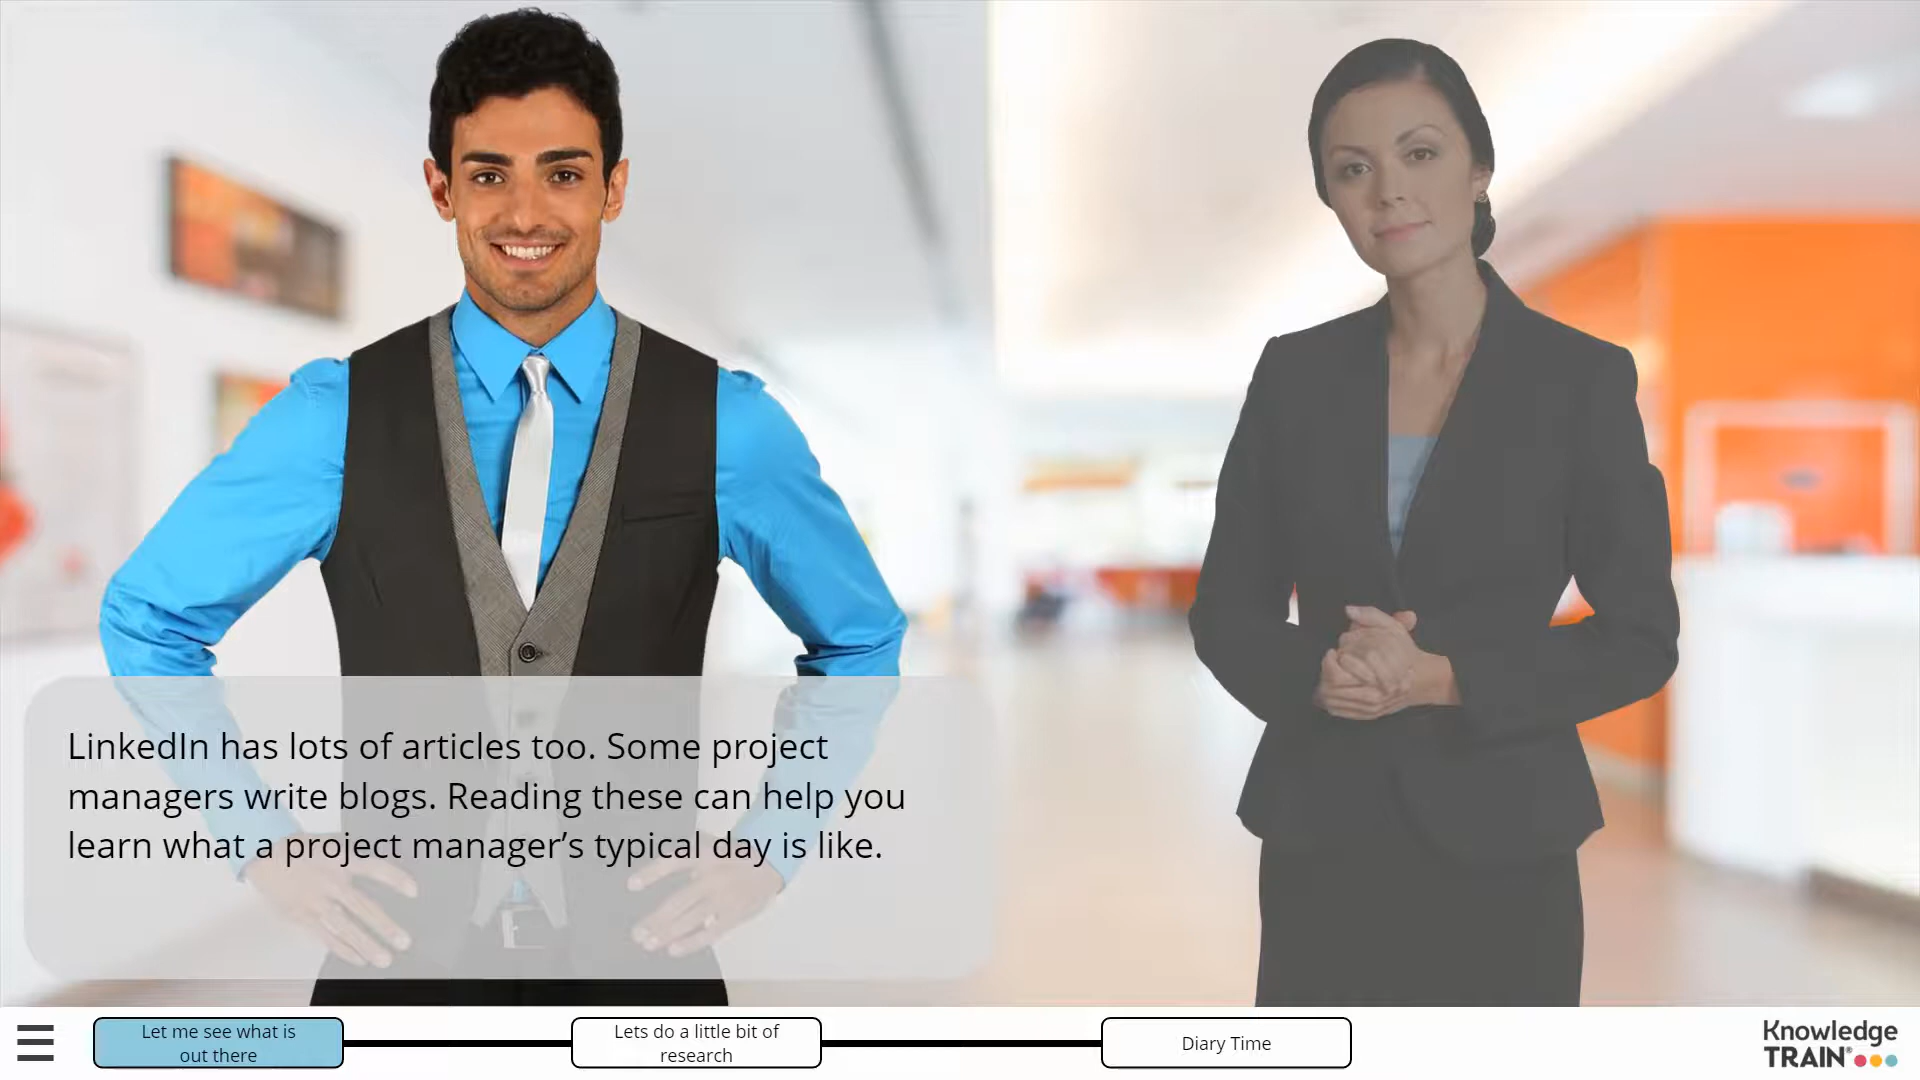 LinkedIn has lots of articles too. Some project
managers write blogs. Reading these can help you
learn what a project manager’s typical day is like.
Let me see what is
out there
Lets do a little bit of
research
Diary Time
Knowledge
TRAIN®